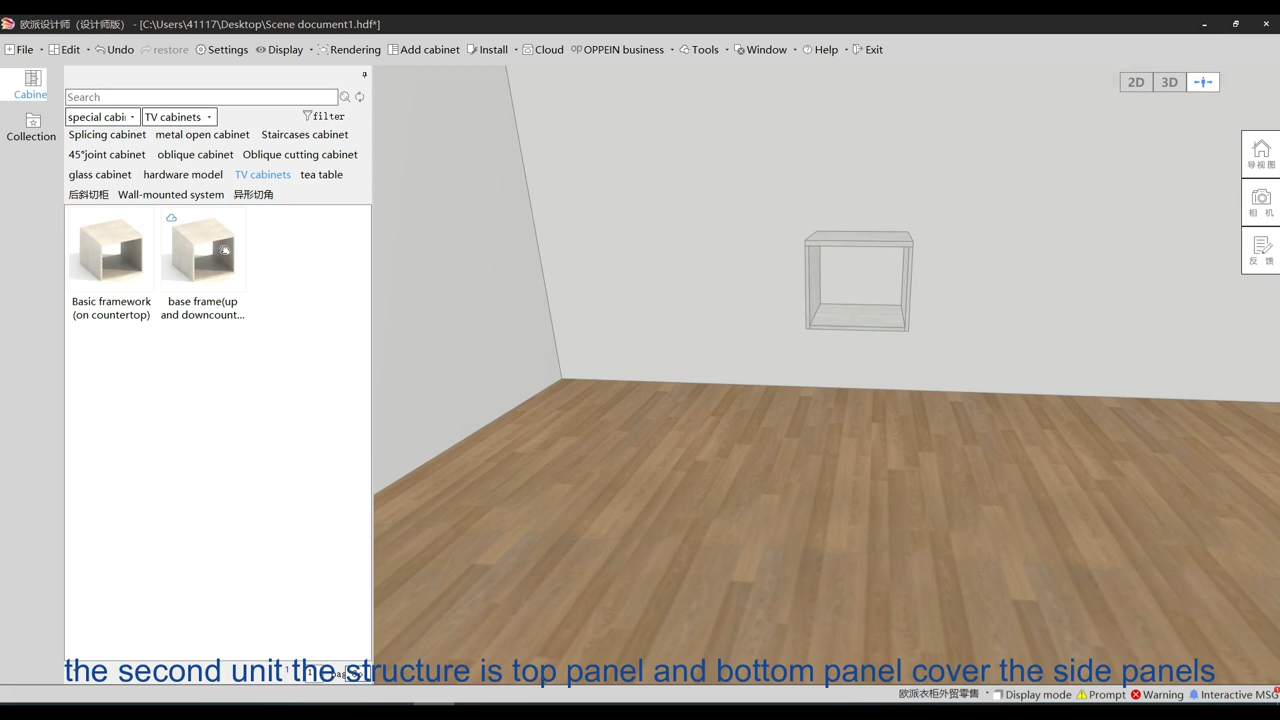 欧派设计师（设计师版） - [C:\Users\41117\Desktop\Scene document1.hdf*]
File Edit Undo restore Settings Display Rendering Add cabinet Install Cloud op OPPEIN business Tools Window Help Exit
Cabine
Collection
Search
special cabi TV cabinets filter
Splicing cabinet metal open cabinet Staircases cabinet
45°joint cabinet oblique cabinet Oblique cutting cabinet
glass cabinet hardware model TV cabinets tea table
后斜切柜 Wall-mounted system 异形切角
Basic framework
(on countertop)
base frame(up
and downcount...
2D 3D
导视图
相 机
反 馈
the second unit the structure is top panel and bottom panel cover the side panels
欧派衣柜外贸零售 Display mode Prompt Warning Interactive MSG